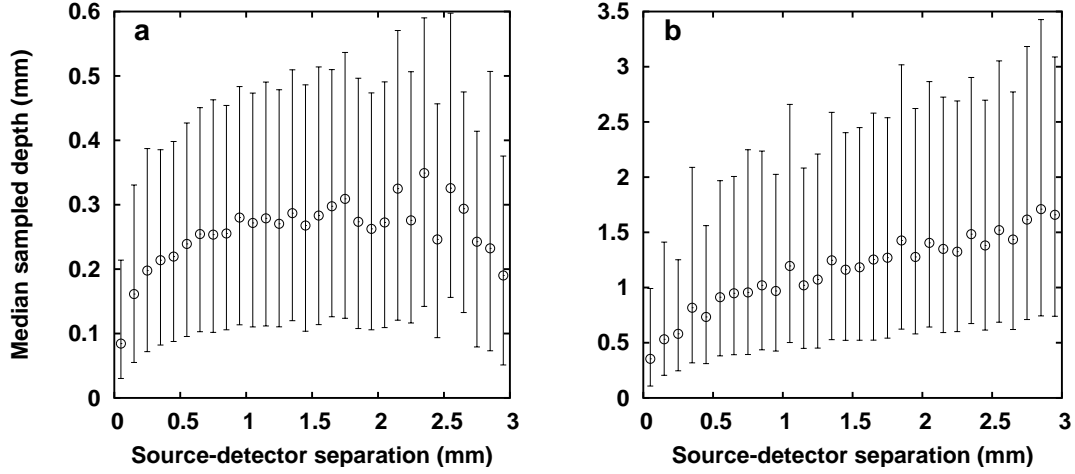 a
b
Median sampled depth (mm)
0.6
0.5
0.4
0.3
0.2
0.1
0
0 0.5 1 1.5 2 2.5 3
Source-detector separation (mm)
3.5
3
2.5
2
1.5
1
0.5
0
0 0.5 1 1.5 2 2.5 3
Source-detector separation (mm)